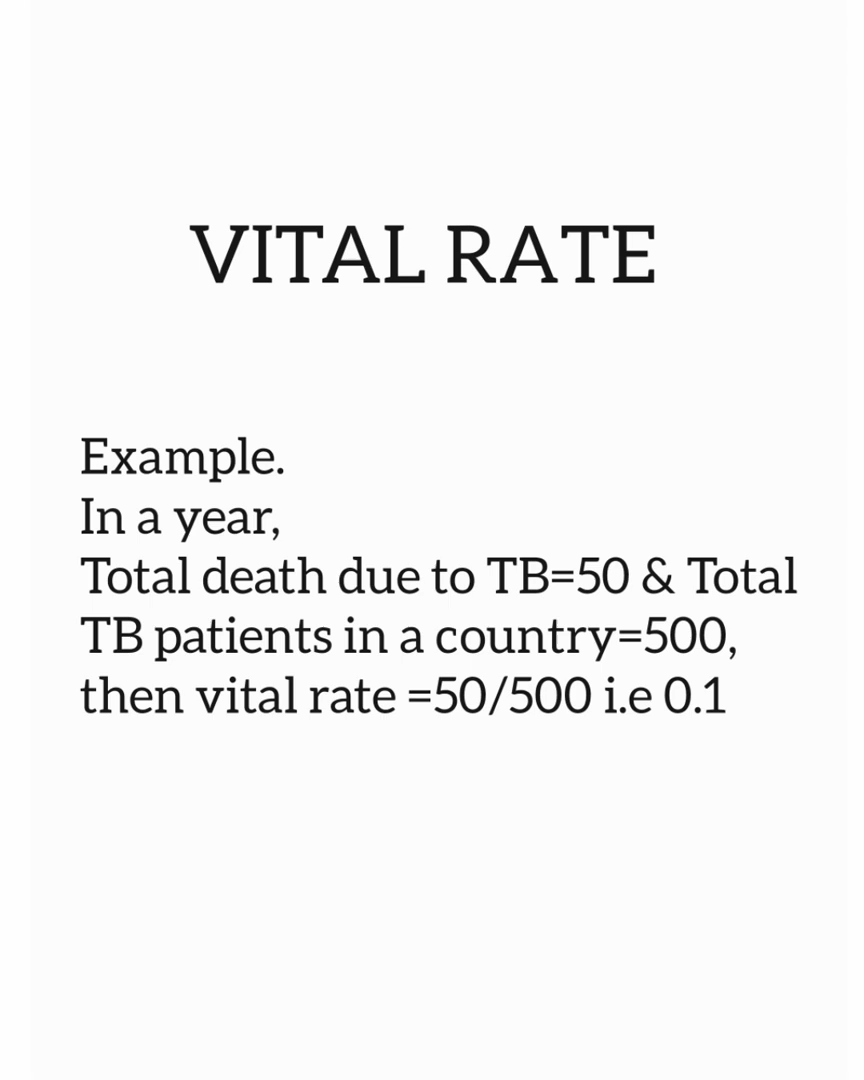 VITAL RATE
Example.
In a year,
Total death due to TB=50 & Total
TB patients in a country=500,
then vital rate =50/500 i.e 0.1